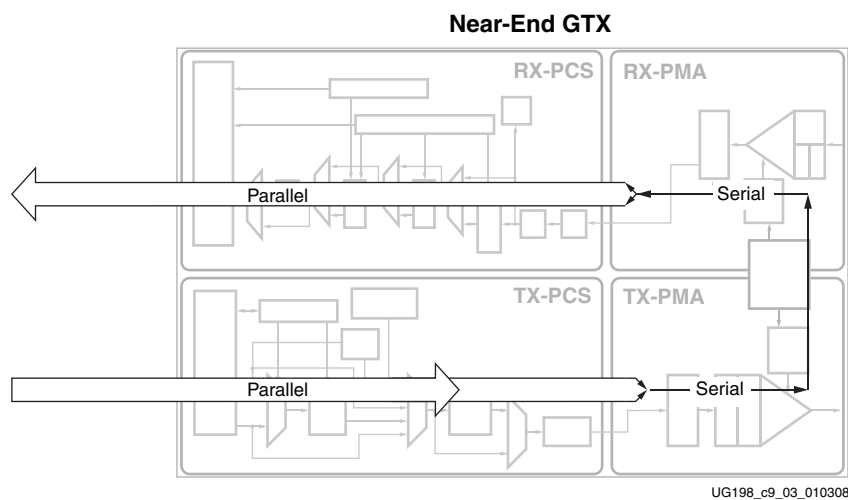 Near-End GTX
RX-PCS
RX-PMA
Parallel
Serial
TX-PCS
TX-PMA
Parallel
Serial
UG198_c9_03_010308